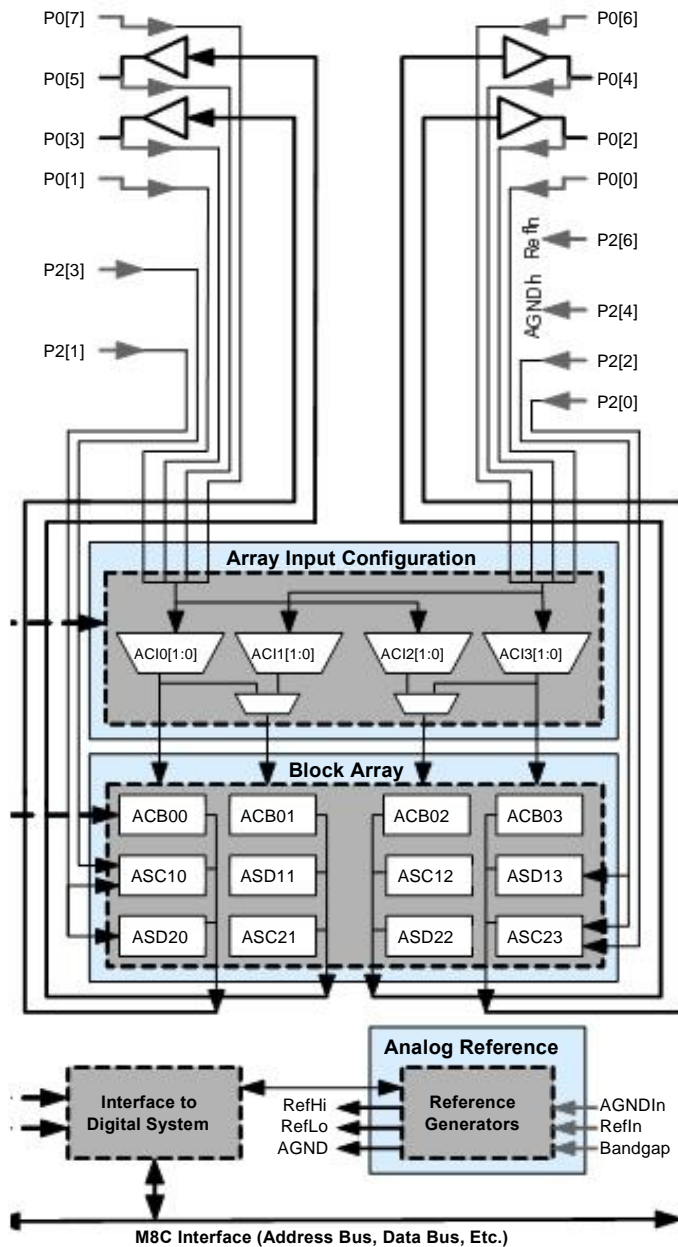 P0[7]
P0[6]
P0[5]
P0[4]
P0[3]
P0[2]
P0[1]
P0[0]
P2[6]
RefIn
P2[3]
AGNDIn
P2[4]
P2[1]
P2[2]
P2[0]
Array Input Configuration
ACI0[1:0]
ACI1[1:0]
ACI2[1:0]
ACI3[1:0]
Block Array
ACB00
ACB01
ACB02
ACB03
ASC10
ASD11
ASC12
ASD13
ASD20
ASC21
ASD22
ASC23
Analog Reference
Interface to
Digital System
RefHi
RefLo
AGND
Reference
Generators
AGNDIn
RefIn
Bandgap
M8C Interface (Address Bus, Data Bus, Etc.)